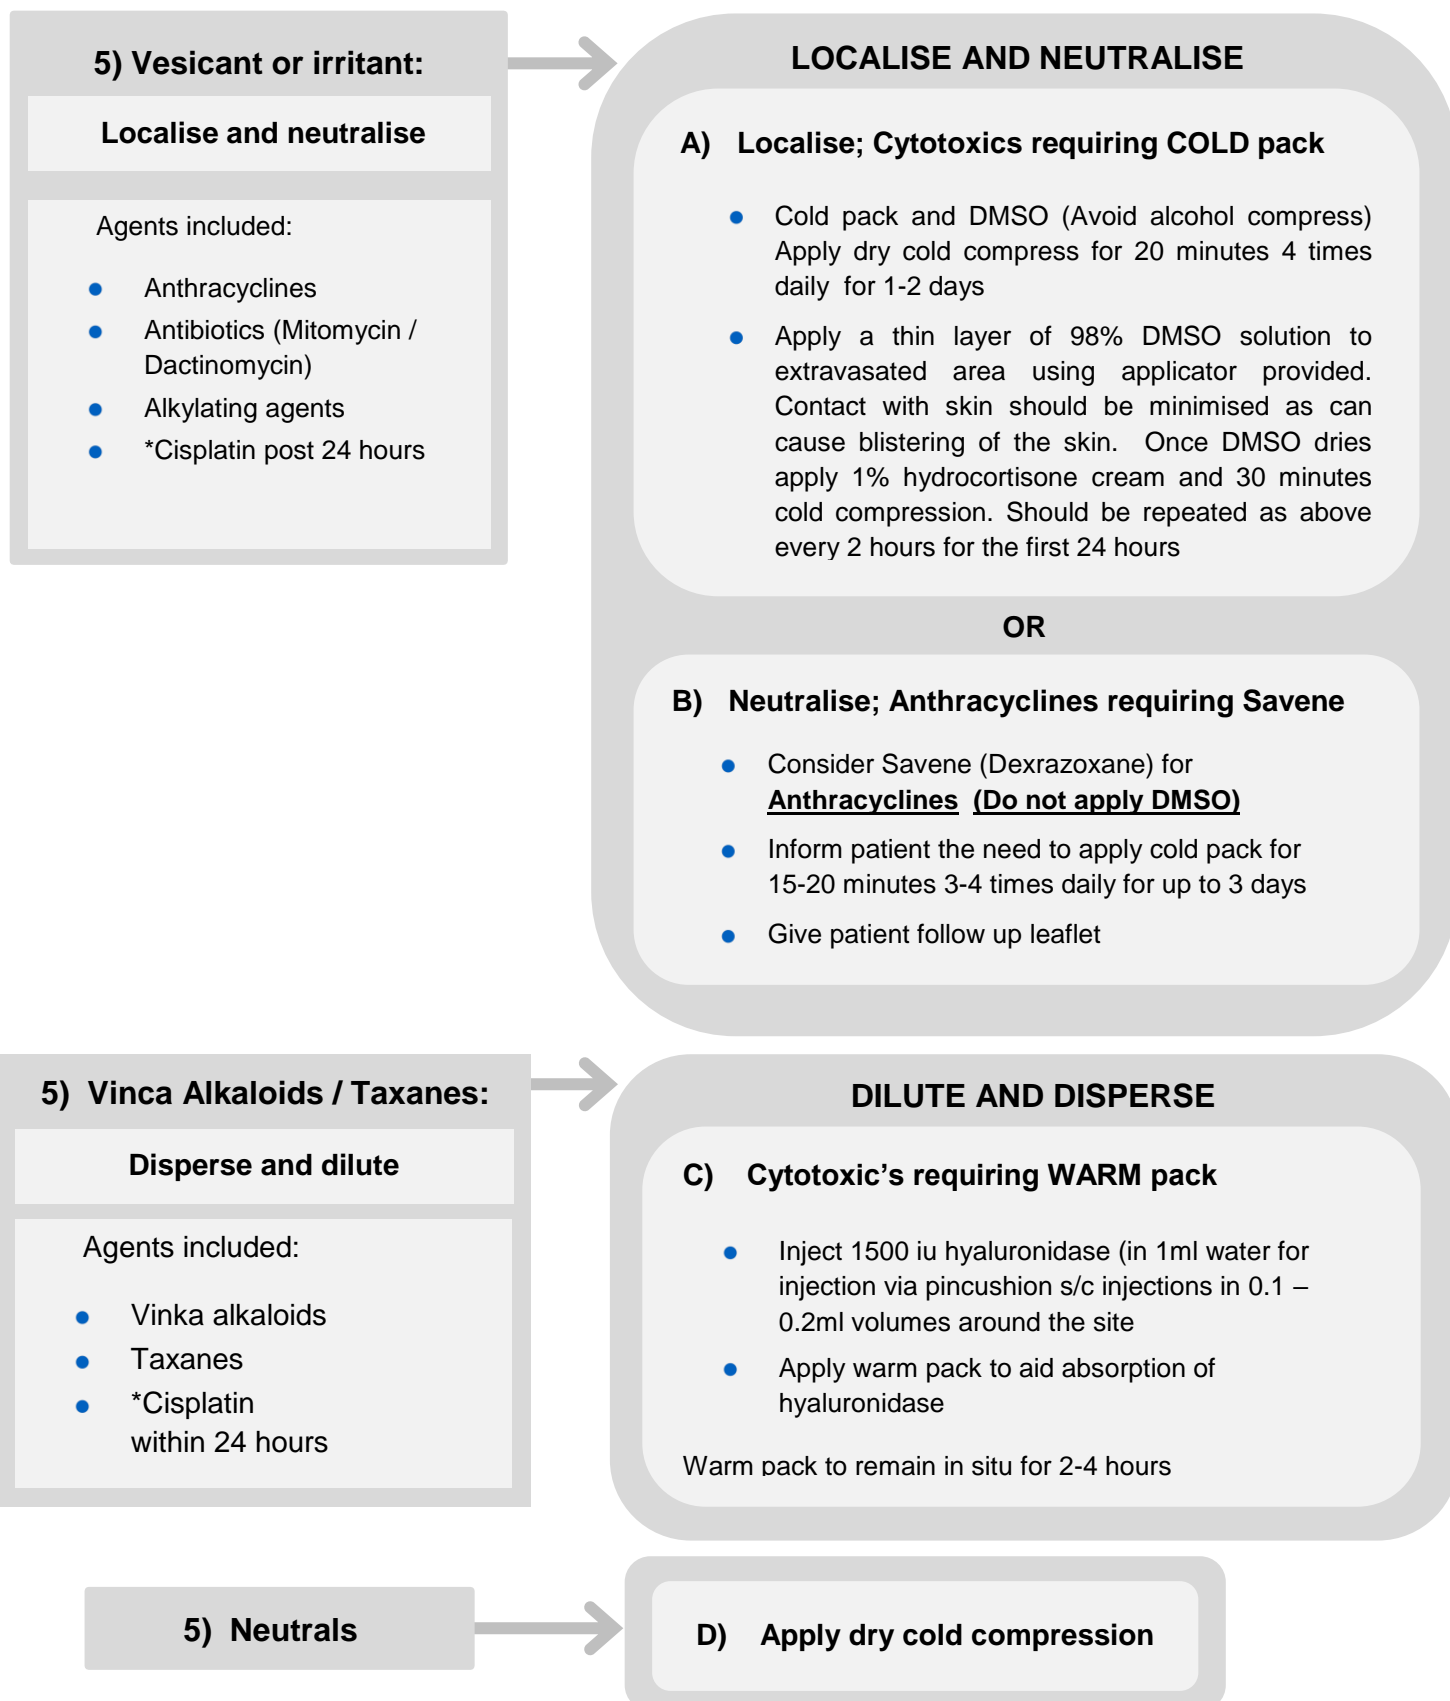 5) Vesicant or irritant:
Localise and neutralise
Agents included:
● Anthracyclines
● Antibiotics (Mitomycin /
Dactinomycin)
● Alkylating agents
● *Cisplatin post 24 hours
LOCALISE AND NEUTRALISE
A) Localise; Cytotoxics requiring COLD pack
● Cold pack and DMSO (Avoid alcohol compress)
Apply dry cold compress for 20 minutes 4 times
daily for 1-2 days
● Apply a thin layer of 98% DMSO solution to
extravasated area using applicator provided.
Contact with skin should be minimised as can
cause blistering of the skin. Once DMSO dries
apply 1% hydrocortisone cream and 30 minutes
cold compression. Should be repeated as above
every 2 hours for the first 24 hours
OR
B) Neutralise; Anthracyclines requiring Savene
● Consider Savene (Dexrazoxane) for
Anthracyclines (Do not apply DMSO)
● Inform patient the need to apply cold pack for
15-20 minutes 3-4 times daily for up to 3 days
● Give patient follow up leaflet
5) Vinca Alkaloids / Taxanes:
Disperse and dilute
Agents included:
● Vinka alkaloids
● Taxanes
● *Cisplatin
within 24 hours
DILUTE AND DISPERSE
C) Cytotoxic’s requiring WARM pack
● Inject 1500 iu hyaluronidase (in 1ml water for
injection via pincushion s/c injections in 0.1 –
0.2ml volumes around the site
● Apply warm pack to aid absorption of
hyaluronidase
Warm pack to remain in situ for 2-4 hours
5) Neutrals
D) Apply dry cold compression